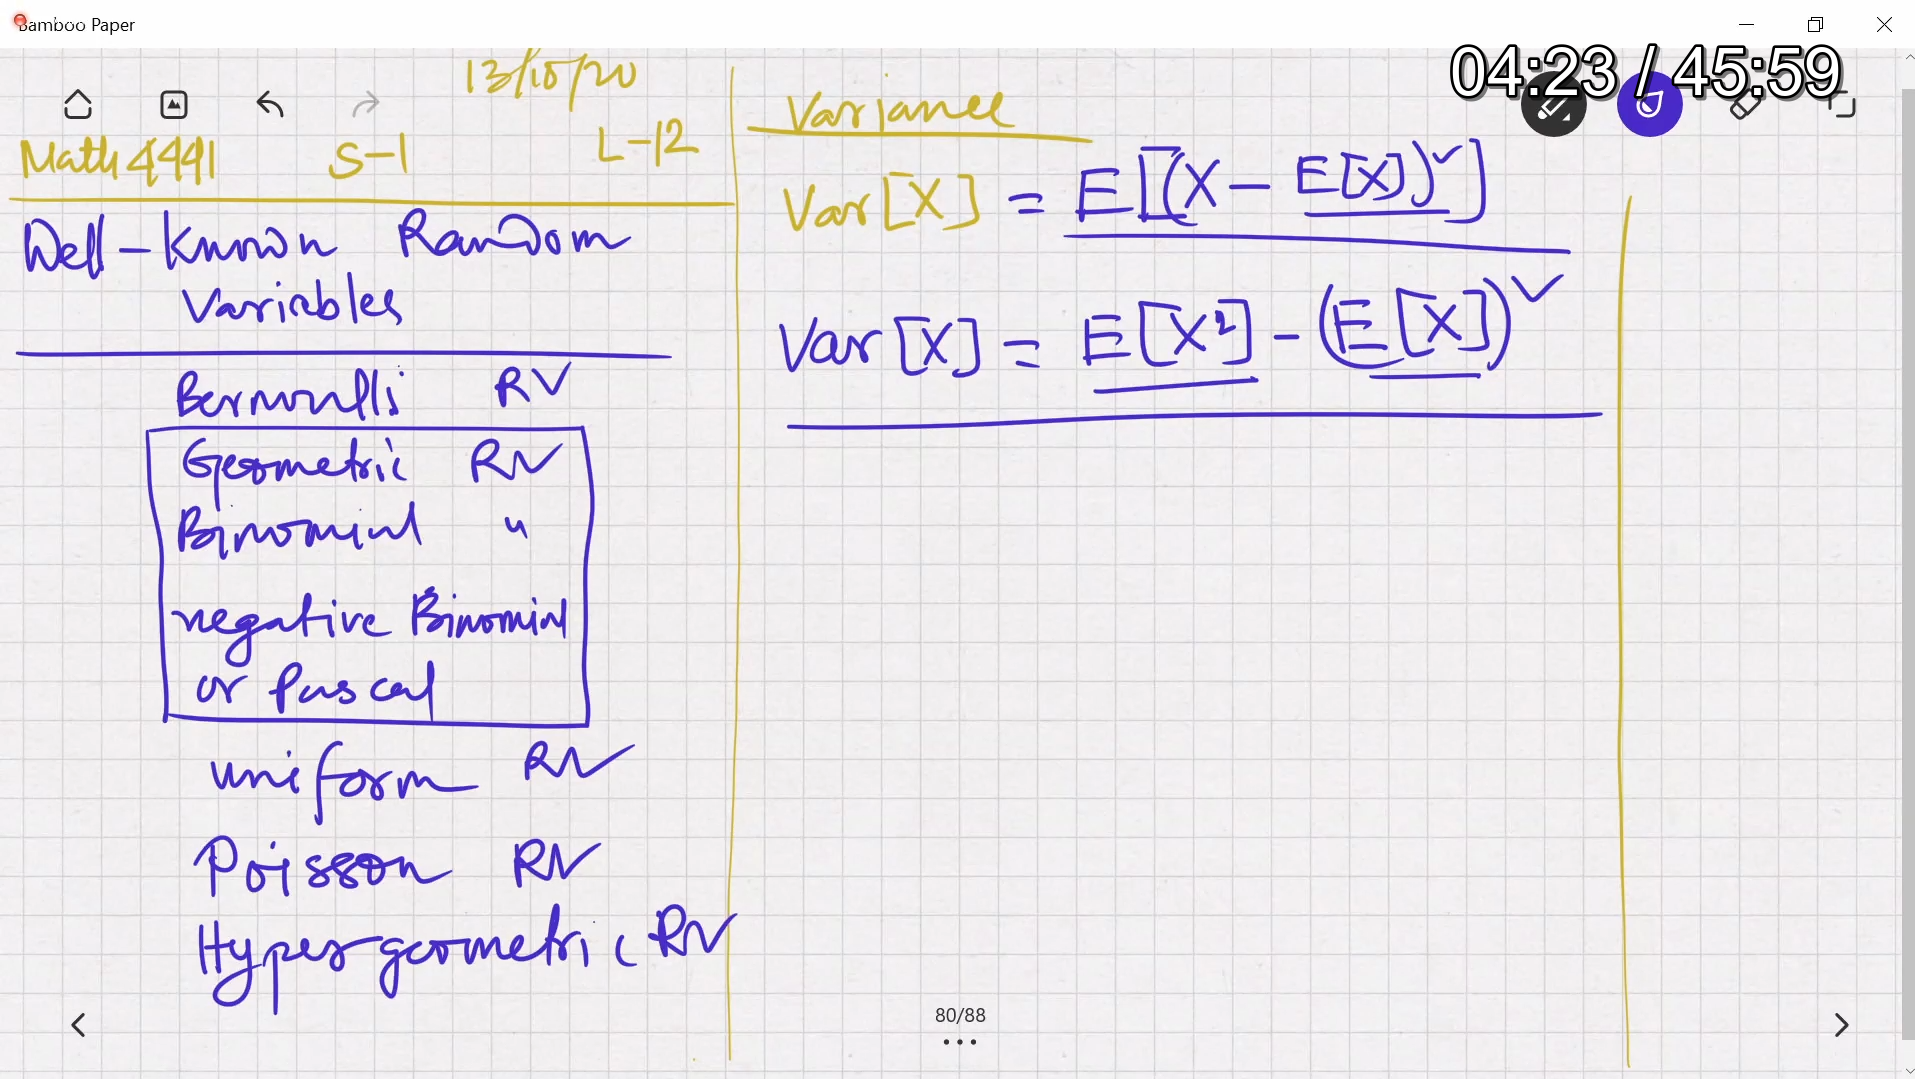 Bamboo Paper
04:23 / 45:59
13/10/20
Math 4441 S-1 L-12
Well-Known Random
Variables
Bernoulli RV
Geometric RV
Binomial "
negative Binomial
or Pascal
uniform RV
Poisson RV
Hypergeometric RV
Variance
Var[X] = E[(X - E[X])²]
Var[X] = E[X²] - (E[X])²
80/88